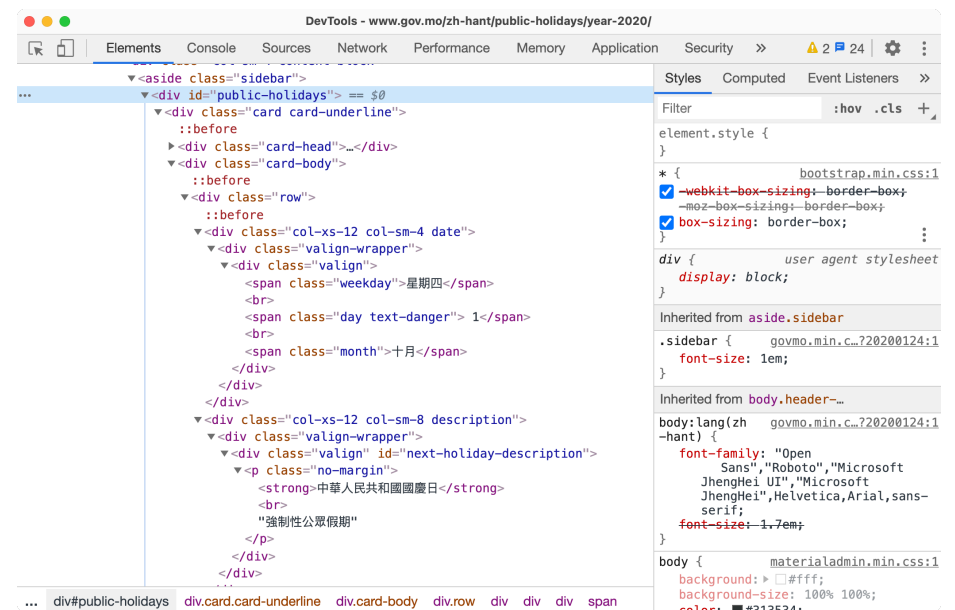 DevTools - www.gov.mo/zh-hant/public-holidays/year-2020/
Elements Console Sources Network Performance Memory Application Security » 2 24
▼<aside class="sidebar">
… ▼<div id="public-holidays"> == $0
▼<div class="card card-underline">
::before
▶<div class="card-head">…</div>
▼<div class="card-body">
::before
▼<div class="row">
::before
▼<div class="col-xs-12 col-sm-4 date">
▼<div class="valign-wrapper">
▼<div class="valign">
<span class="weekday">星期四</span>
<br>
<span class="day text-danger"> 1</span>
<br>
<span class="month">十月</span>
</div>
</div>
</div>
▼<div class="col-xs-12 col-sm-8 description">
▼<div class="valign-wrapper">
▼<div class="valign" id="next-holiday-description">
▼<p class="no-margin">
<strong>中華人民共和國國慶日</strong>
<br>
"強制性公眾假期"
</p>
</div>
</div>
… div#public-holidays div.card.card-underline div.card-body div.row div div div span
Styles Computed Event Listeners »
Filter :hov .cls +
element.style {
}
* { bootstrap.min.css:1
-webkit-box-sizing: border-box;
-moz-box-sizing: border-box;
box-sizing: border-box;
}
div { user agent stylesheet
display: block;
}
Inherited from aside.sidebar
.sidebar { govmo.min.c…?20200124:1
font-size: 1em;
}
Inherited from body.header-…
body:lang(zh govmo.min.c…?20200124:1
-hant) {
font-family: "Open
Sans","Roboto","Microsoft
JhengHei UI","Microsoft
JhengHei",Helvetica,Arial,sans-
serif;
font-size: 1.7em;
}
body { materialadmin.min.css:1
background: ▶ #fff;
background-size: 100% 100%;
color: #313534;